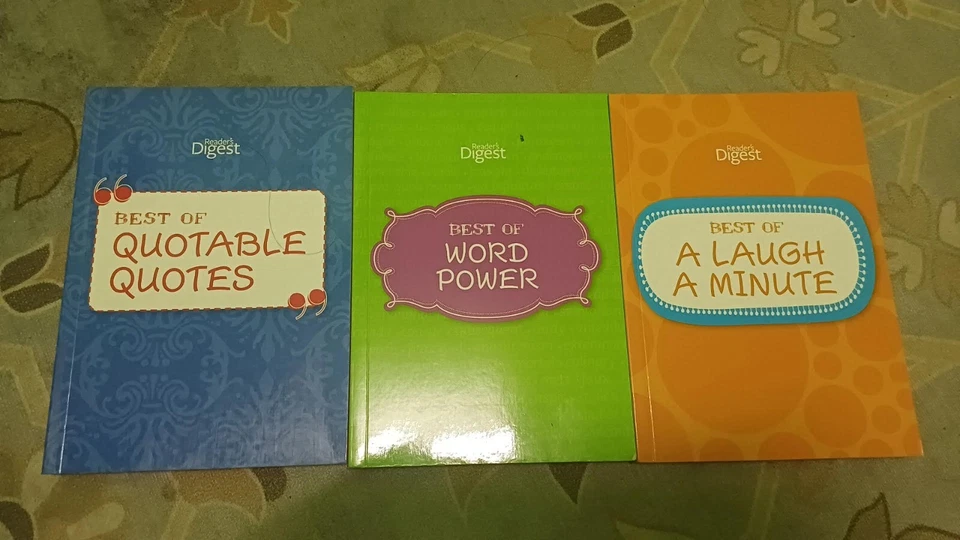 Reader's
Digest
BEST OF
QUOTABLE
QUOTES
Reader's
Digest
BEST OF
WORD
POWER
Reader's
Digest
BEST OF
A LAUGH
A MINUTE